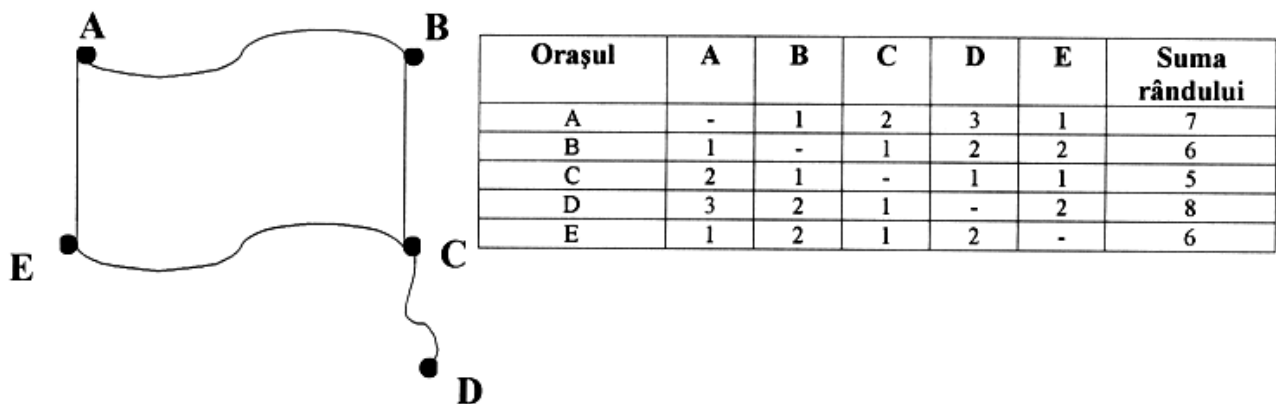 A
B
E
C
D
Orașul A B C D E Suma rândului
A - 1 2 3 1 7
B 1 - 1 2 2 6
C 2 1 - 1 1 5
D 3 2 1 - 2 8
E 1 2 1 2 - 6